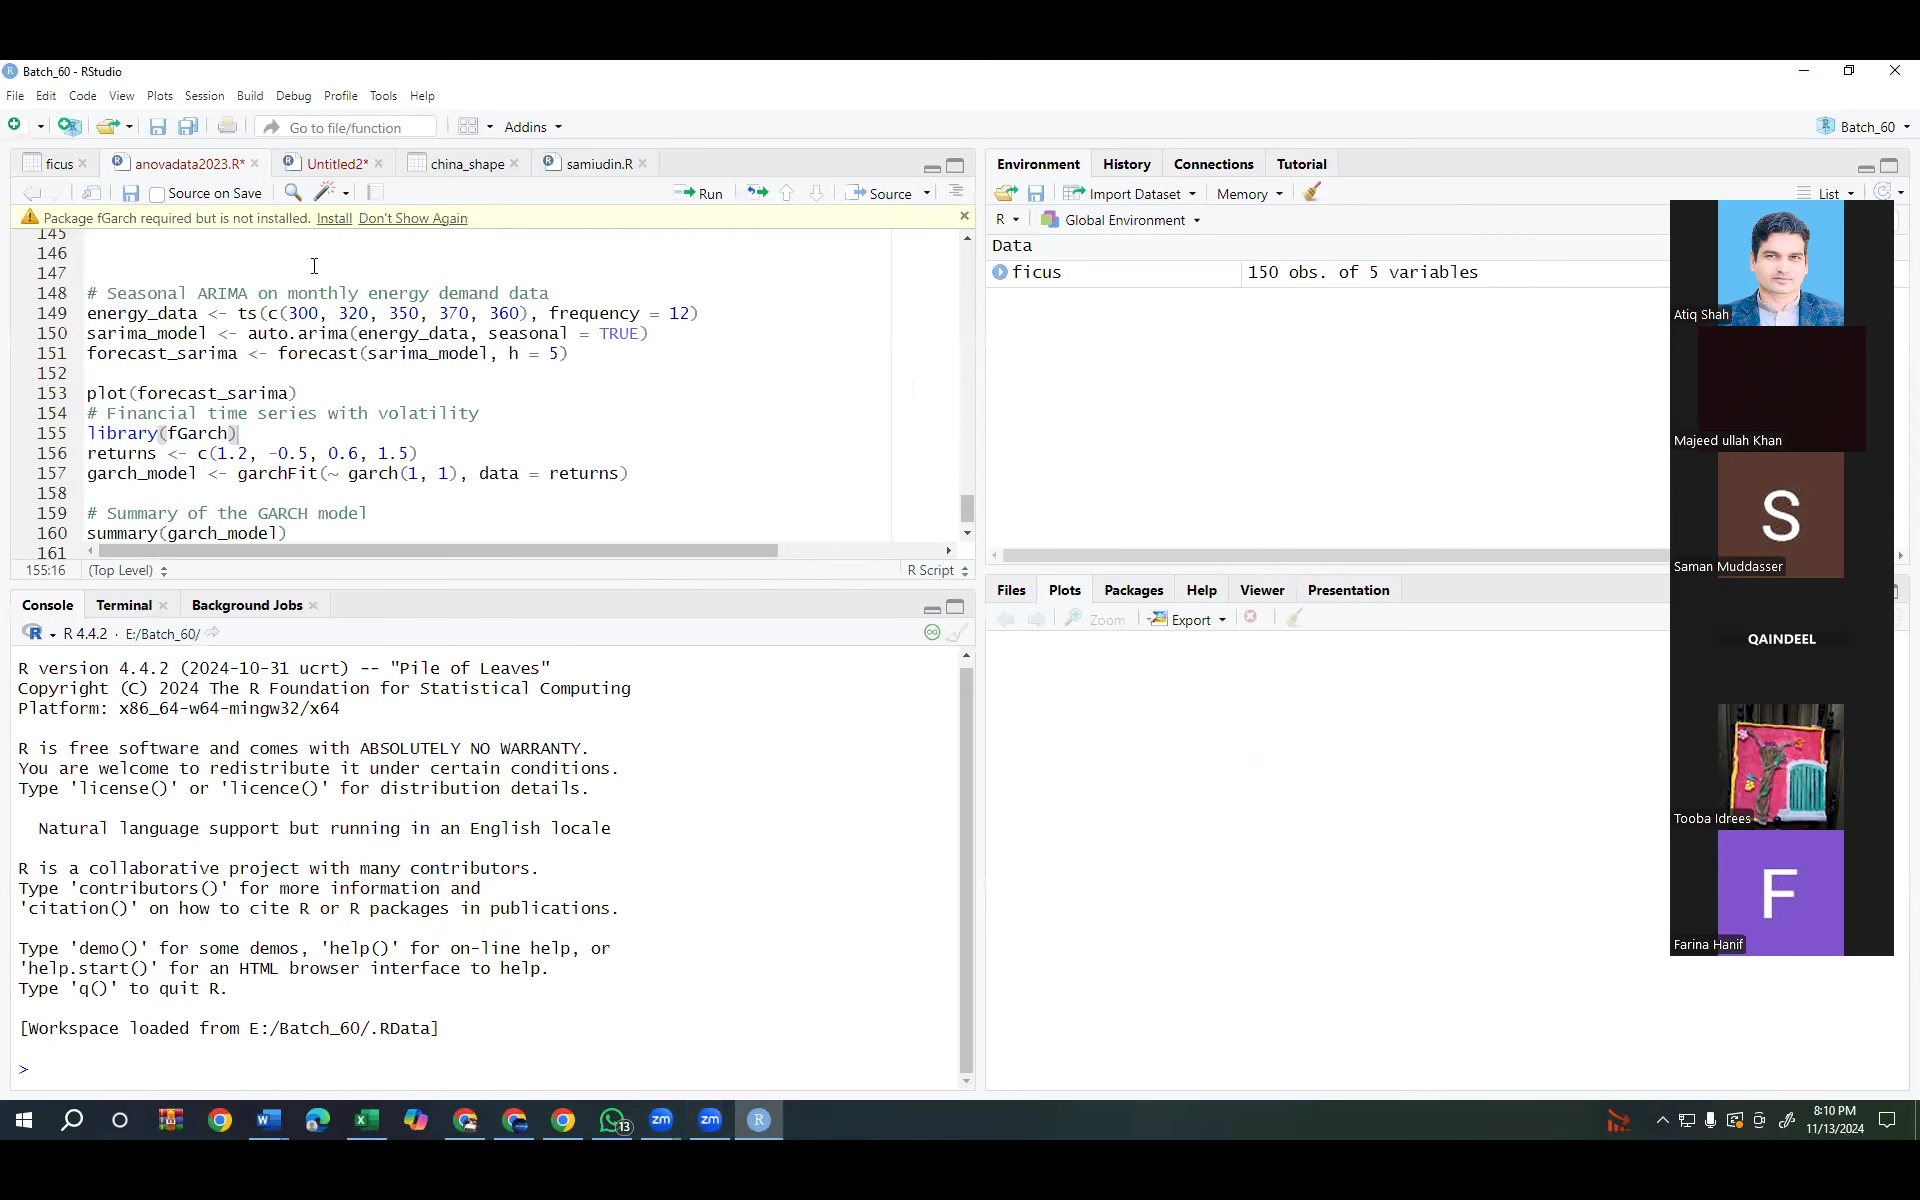 Batch_60 - RStudio
File Edit Code View Plots Session Build Debug Profile Tools Help
Go to file/function Addins Batch_60
ficus anovadata2023.R* Untitled2* china_shape samiudin.R
Source on Save Run Source
Package fGarch required but is not installed. Install Don't Show Again
145
146
147
148 # Seasonal ARIMA on monthly energy demand data
149 energy_data <- ts(c(300, 320, 350, 370, 360), frequency = 12)
150 sarima_model <- auto.arima(energy_data, seasonal = TRUE)
151 forecast_sarima <- forecast(sarima_model, h = 5)
152
153 plot(forecast_sarima)
154 # Financial time series with volatility
155 library(fGarch)
156 returns <- c(1.2, -0.5, 0.6, 1.5)
157 garch_model <- garchFit(~ garch(1, 1), data = returns)
158
159 # Summary of the GARCH model
160 summary(garch_model)
161
155:16 (Top Level) R Script
Console Terminal Background Jobs
R 4.4.2 · E:/Batch_60/
R version 4.4.2 (2024-10-31 ucrt) -- "Pile of Leaves"
Copyright (C) 2024 The R Foundation for Statistical Computing
Platform: x86_64-w64-mingw32/x64
R is free software and comes with ABSOLUTELY NO WARRANTY.
You are welcome to redistribute it under certain conditions.
Type 'license()' or 'licence()' for distribution details.
Natural language support but running in an English locale
R is a collaborative project with many contributors.
Type 'contributors()' for more information and
'citation()' on how to cite R or R packages in publications.
Type 'demo()' for some demos, 'help()' for on-line help, or
'help.start()' for an HTML browser interface to help.
Type 'q()' to quit R.
[Workspace loaded from E:/Batch_60/.RData]
>
Environment History Connections Tutorial
Import Dataset Memory List
R Global Environment
Data
ficus 150 obs. of 5 variables
Files Plots Packages Help Viewer Presentation
Zoom Export
Atiq Shah
Majeed ullah Khan
S
Saman Muddasser
QAINDEEL
Tooba Idrees
F
Farina Hanif
13
zm
zm
8:10 PM
11/13/2024